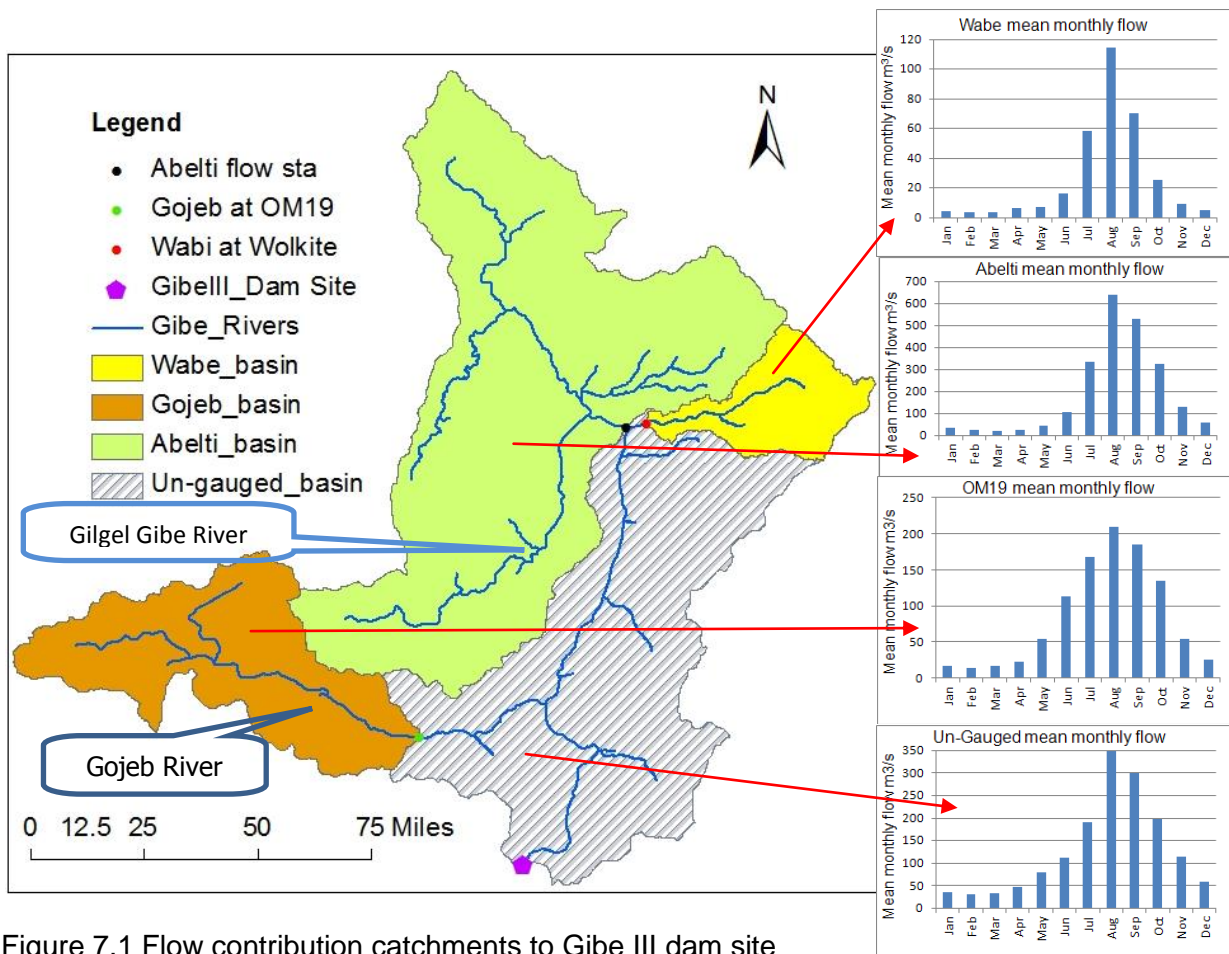 Legend
Abelti flow sta
Gojeb at OM19
Wabi at Wolkite
GibeIII_Dam Site
Gibe_Rivers
Wabe_basin
Gojeb_basin
Abelti_basin
Un-gauged_basin
N
Gilgel Gibe River
Gojeb River
0 12.5 25 50 75 Miles
Wabe mean monthly flow
Mean monthly flow m³/s
120
100
80
60
40
20
0
Jan Feb Mar Apr May Jun Jul Aug Sep Oct Nov Dec
Abelti mean monthly flow
Mean monthly flow m³/s
700
600
500
400
300
200
100
0
Jan Feb Mar Apr May Jun Jul Aug Sep Oct Nov Dec
OM19 mean monthly flow
Mean monthly flow m3/s
250
200
150
100
50
0
Jan Feb Mar Apr May Jun Jul Aug Sep Oct Nov Dec
Un-Gauged mean monthly flow
Mean monthly flow m3/s
350
300
250
200
150
100
50
0
Jan Feb Mar Apr May Jun Jul Aug Sep Oct Nov Dec
Figure 7.1 Flow contribution catchments to Gibe III dam site